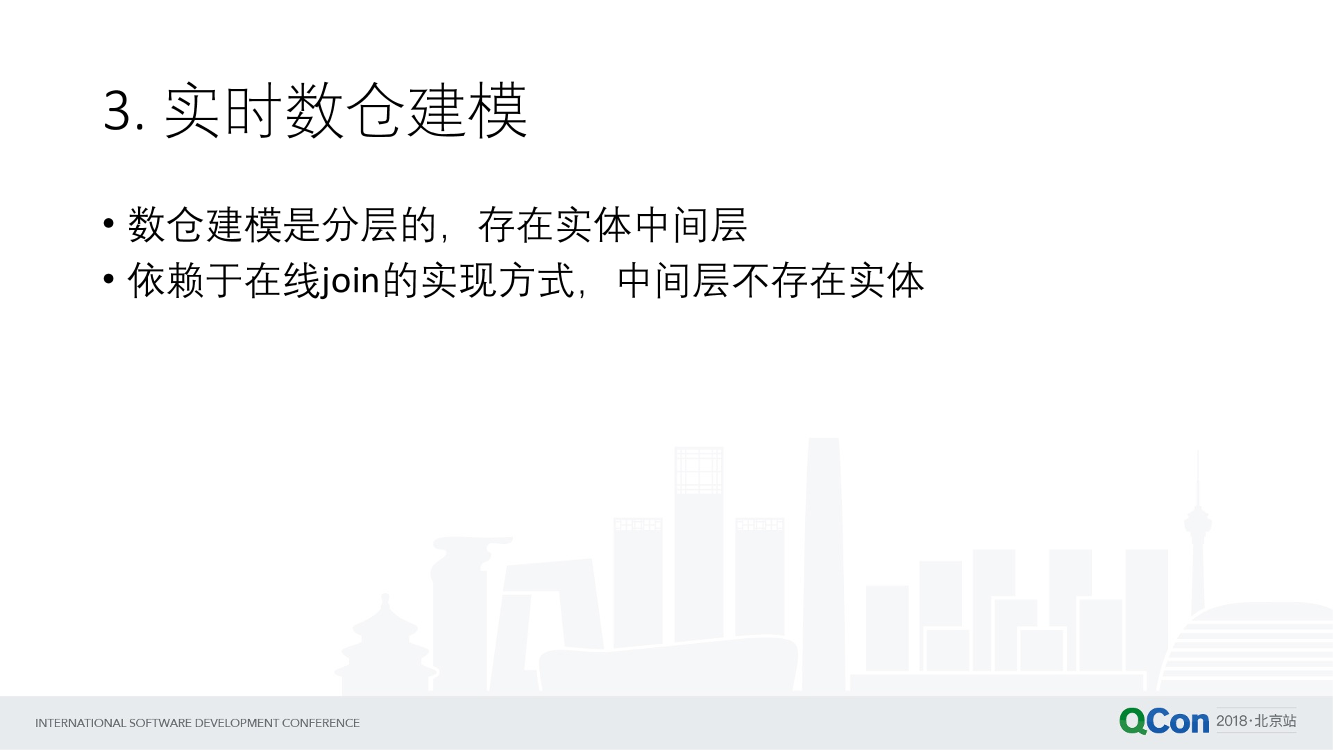 3. 实时数仓建模
• 数仓建模是分层的，存在实体中间层
• 依赖于在线join的实现方式，中间层不存在实体
INTERNATIONAL SOFTWARE DEVELOPMENT CONFERENCE
QCon 2018·北京站